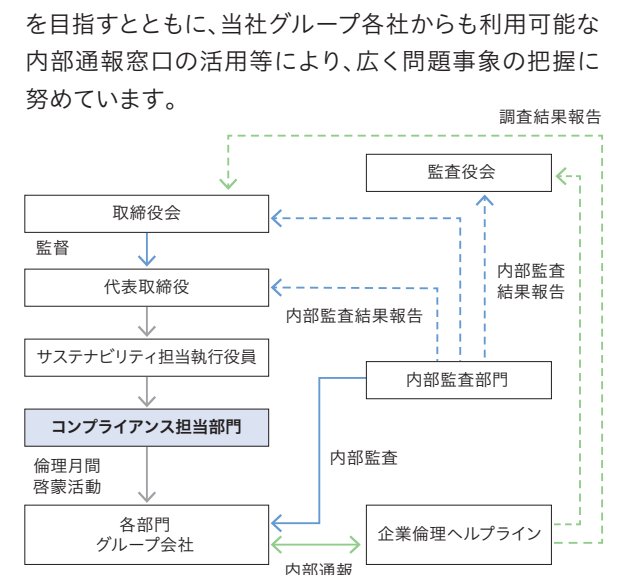 を目指すとともに、当社グループ各社からも利用可能な
内部通報窓口の活用等により、広く問題事象の把握に
努めています。
調査結果報告
監査役会
取締役会
監督
内部監査
結果報告
代表取締役
内部監査結果報告
サステナビリティ担当執行役員
内部監査部門
コンプライアンス担当部門
内部監査
倫理月間
啓蒙活動
各部門
グループ会社
企業倫理ヘルプライン
内部通報